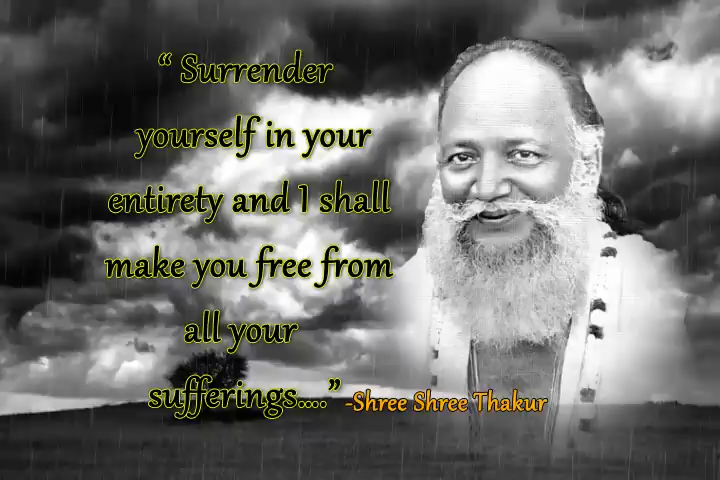 “ Surrender
yourself in your
entirety and I shall
make you free from
all your
sufferings....”
-Shree Shree Thakur